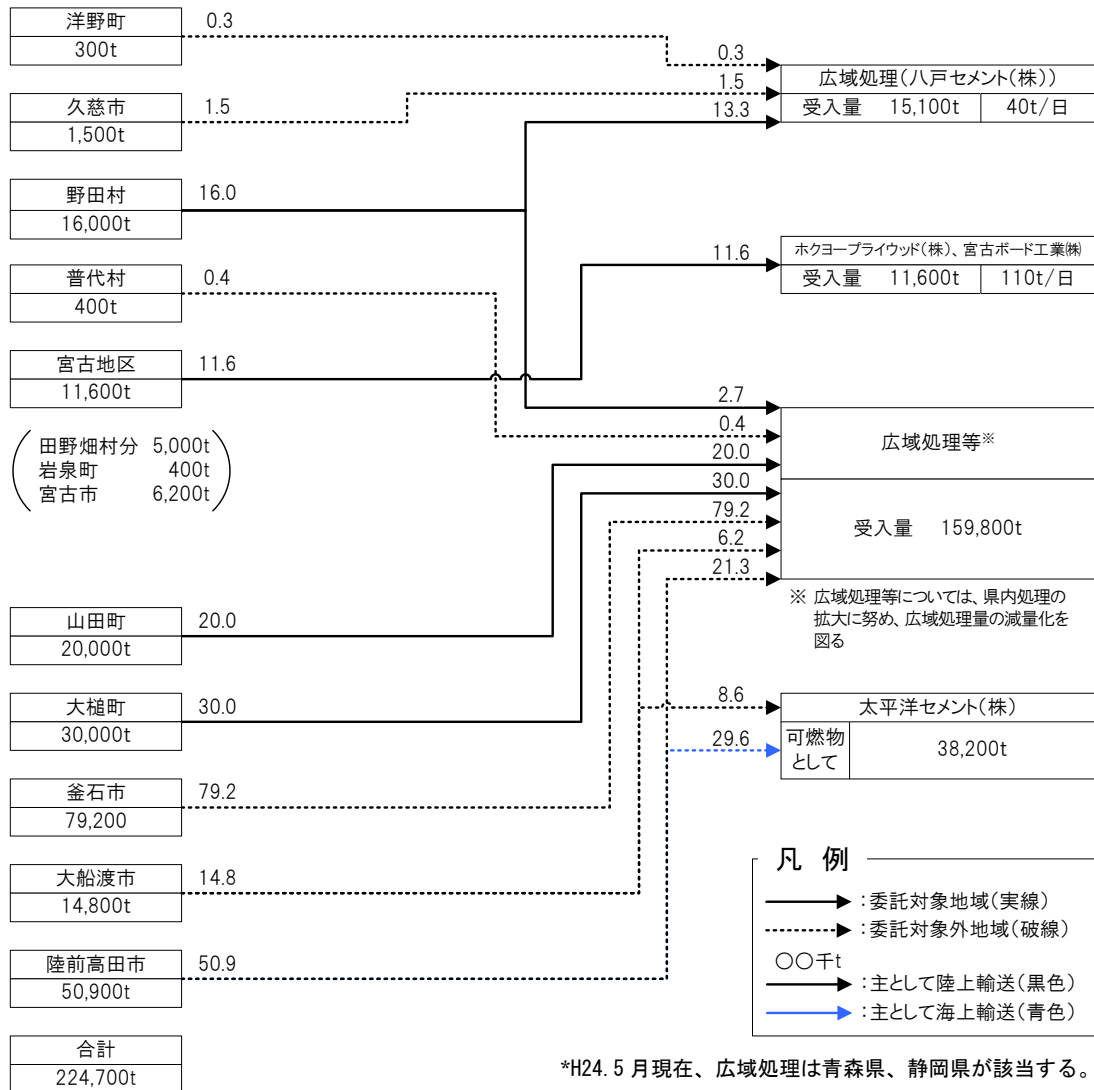 洋野町 0.3
300t
久慈市 1.5
1,500t
野田村 16.0
16,000t
普代村 0.4
400t
宮古地区 11.6
11,600t
田野畑村分 5,000t
岩泉町 400t
宮古市 6,200t
山田町 20.0
20,000t
大槌町 30.0
30,000t
釜石市 79.2
79,200
大船渡市 14.8
14,800t
陸前高田市 50.9
50,900t
合計
224,700t
0.3
1.5
13.3
広域処理(八戸セメント(株))
受入量 15,100t 40t/日
11.6
ホクヨープライウッド(株)、宮古ボード工業㈱
受入量 11,600t 110t/日
2.7
0.4
20.0
30.0
79.2
6.2
21.3
広域処理等※
受入量 159,800t
※ 広域処理等については、県内処理の
拡大に努め、広域処理量の減量化を
図る
8.6
29.6
太平洋セメント(株)
可燃物
として
38,200t
凡 例
:委託対象地域(実線)
:委託対象外地域(破線)
○○千t
:主として陸上輸送(黒色)
:主として海上輸送(青色)
*H24.5月現在、広域処理は青森県、静岡県が該当する。